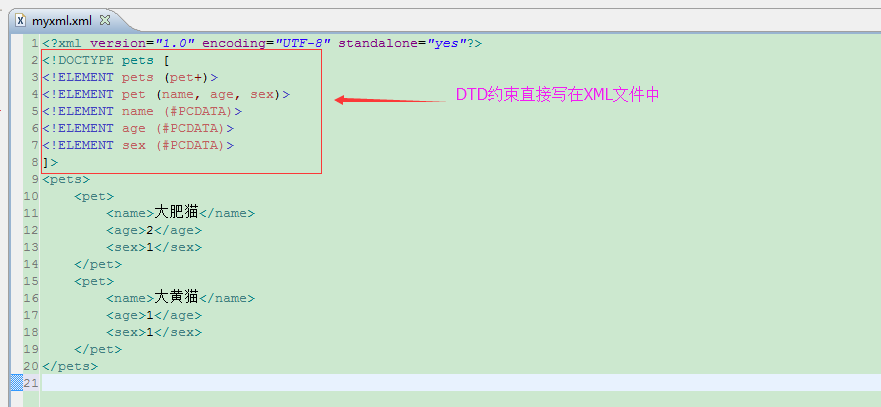 myxml.xml
1 <?xml version="1.0" encoding="UTF-8" standalone="yes"?>
2 <!DOCTYPE pets [
3 <!ELEMENT pets (pet+)>
4 <!ELEMENT pet (name, age, sex)>
DTD约束直接写在XML文件中
5 <!ELEMENT name (#PCDATA)>
6 <!ELEMENT age (#PCDATA)>
7 <!ELEMENT sex (#PCDATA)>
8 ]>
9 <pets>
10     <pet>
11         <name>大肥猫</name>
12         <age>2</age>
13         <sex>1</sex>
14     </pet>
15     <pet>
16         <name>大黄猫</name>
17         <age>1</age>
18         <sex>1</sex>
19     </pet>
20 </pets>
21